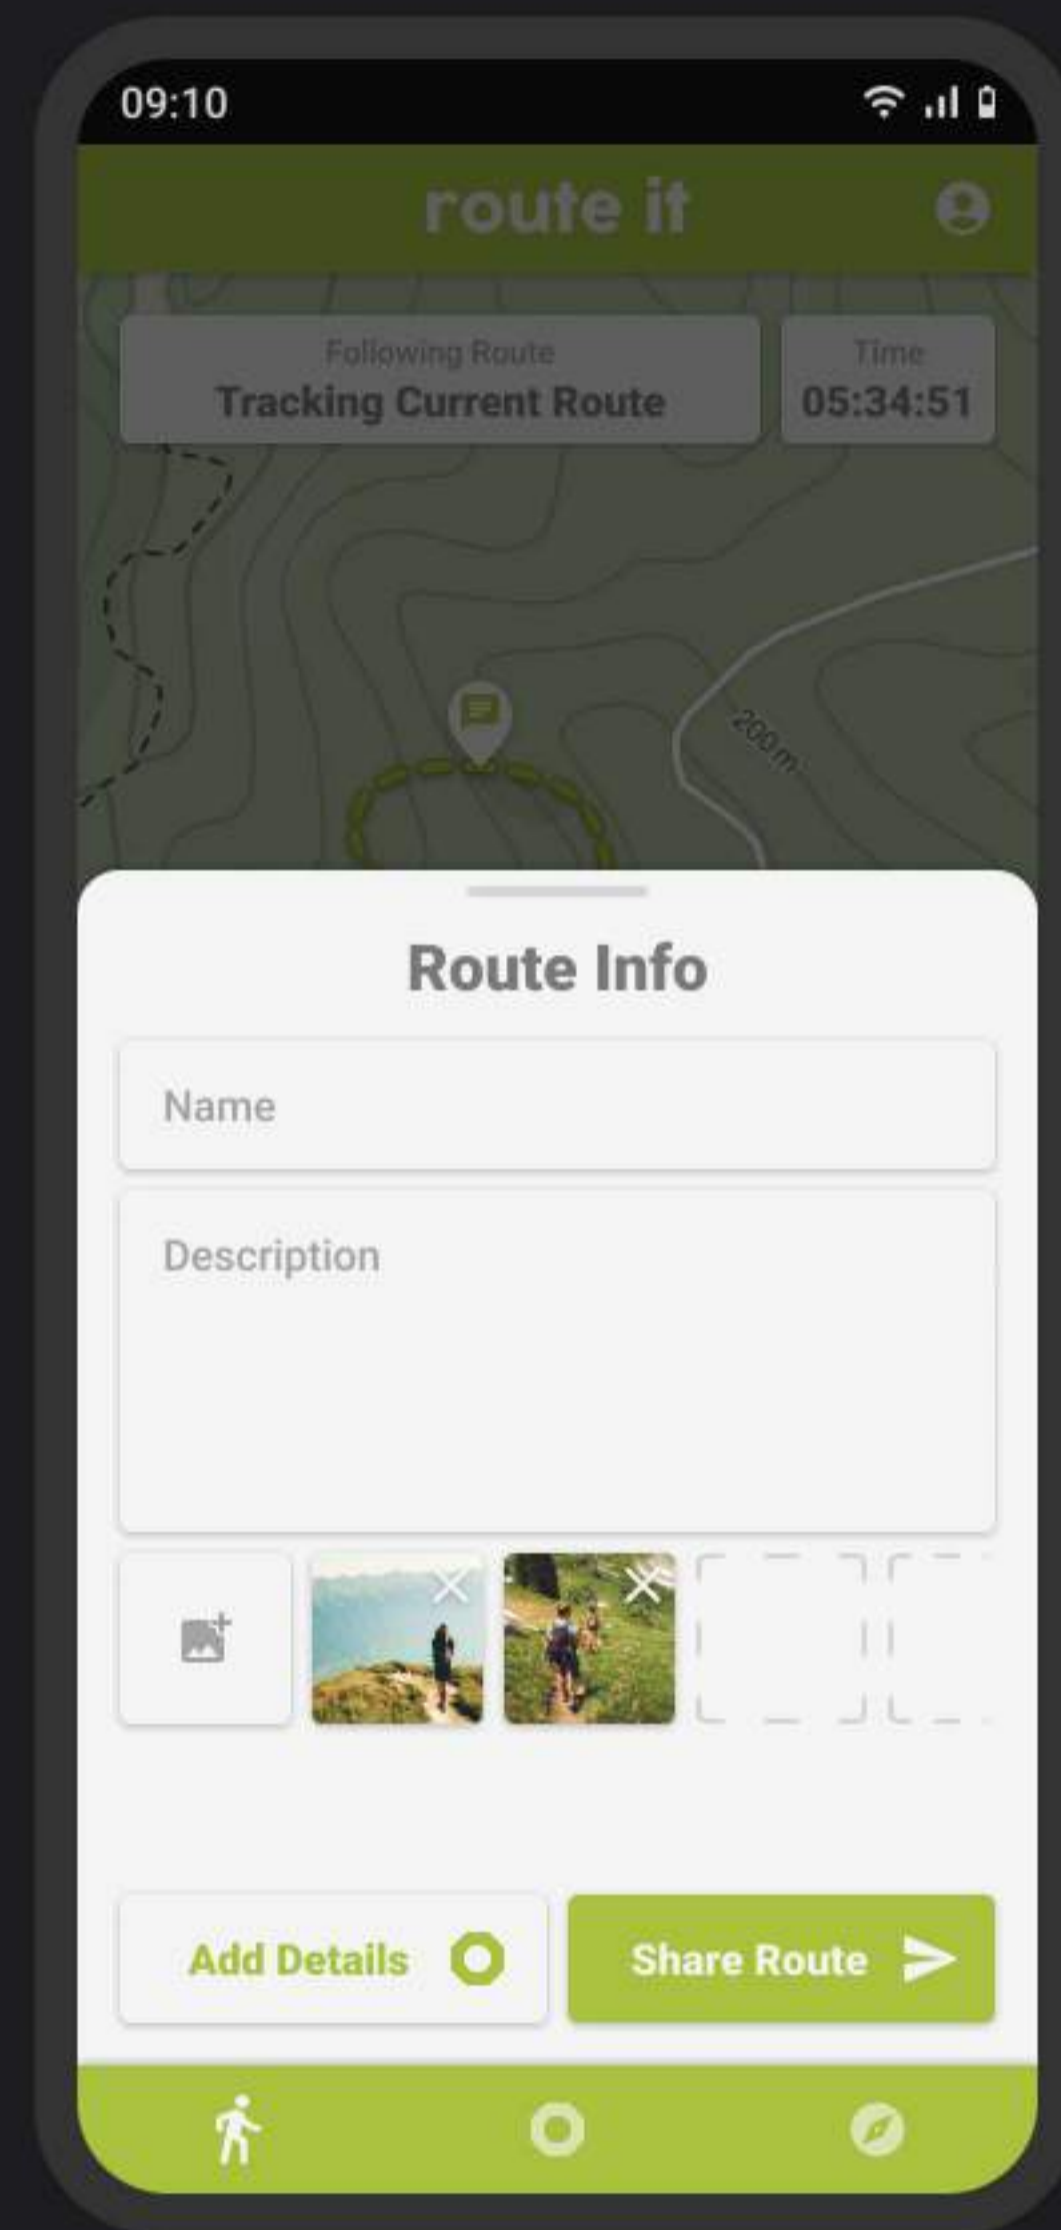 09:10
route it
Following Route
Tracking Current Route
Time
05:34:51
200 m
Route Info
Name
Description
Add Details
Share Route